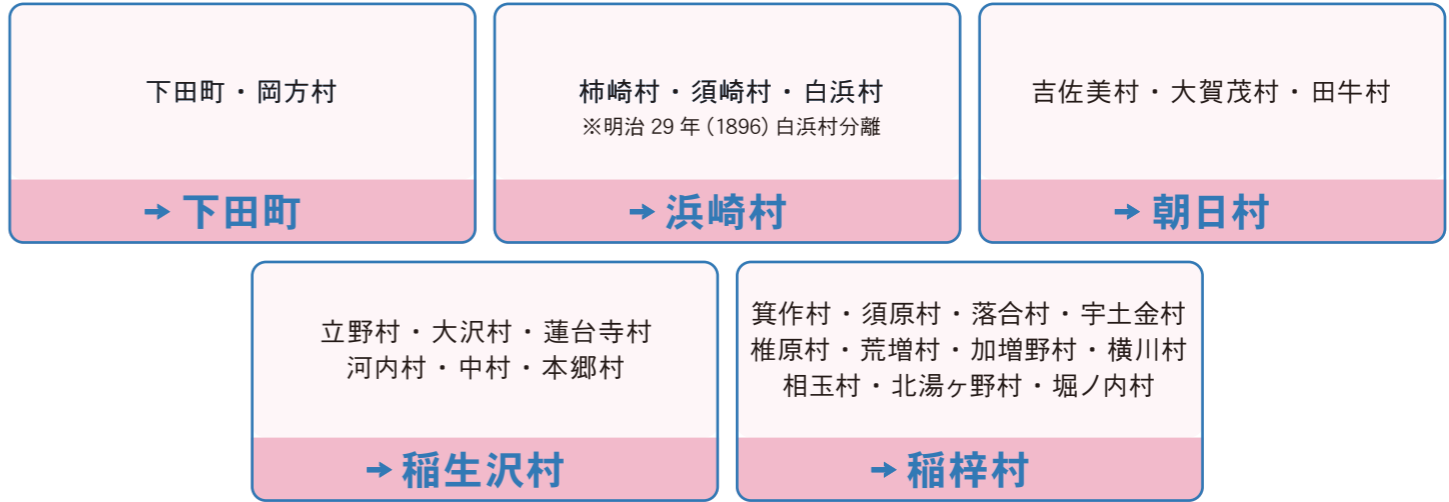 下田町・岡方村
→ 下田町
柿崎村・須崎村・白浜村
※明治 29 年(1896)白浜村分離
→ 浜崎村
吉佐美村・大賀茂村・田牛村
→ 朝日村
立野村・大沢村・蓮台寺村
河内村・中村・本郷村
→ 稲生沢村
箕作村・須原村・落合村・宇土金村
椎原村・荒増村・加増野村・横川村
相玉村・北湯ヶ野村・堀ノ内村
→ 稲梓村